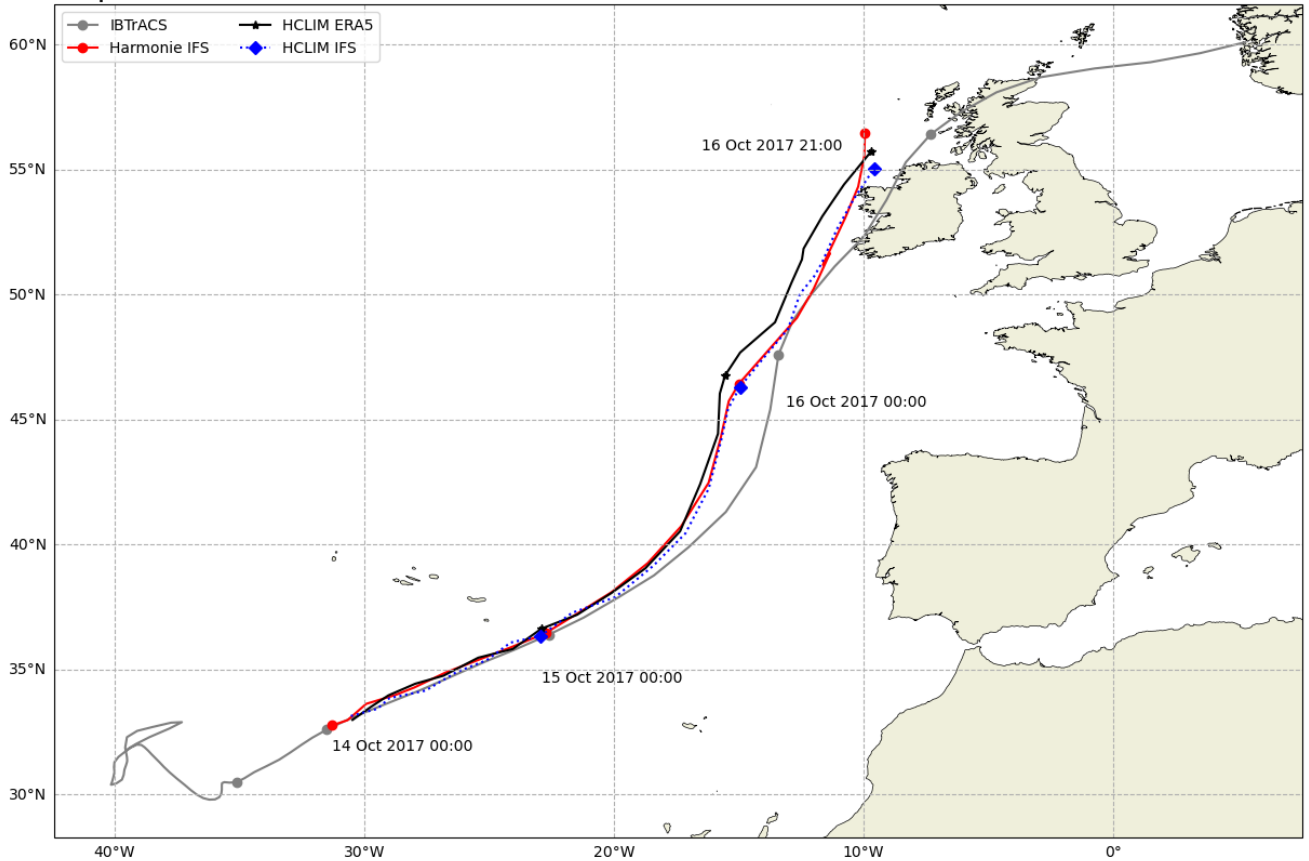 IBTrACS
Harmonie IFS
HCLIM ERA5
HCLIM IFS
60°N
55°N
50°N
45°N
40°N
35°N
30°N
16 Oct 2017 21:00
16 Oct 2017 00:00
15 Oct 2017 00:00
14 Oct 2017 00:00
40°W
30°W
20°W
10°W
0°